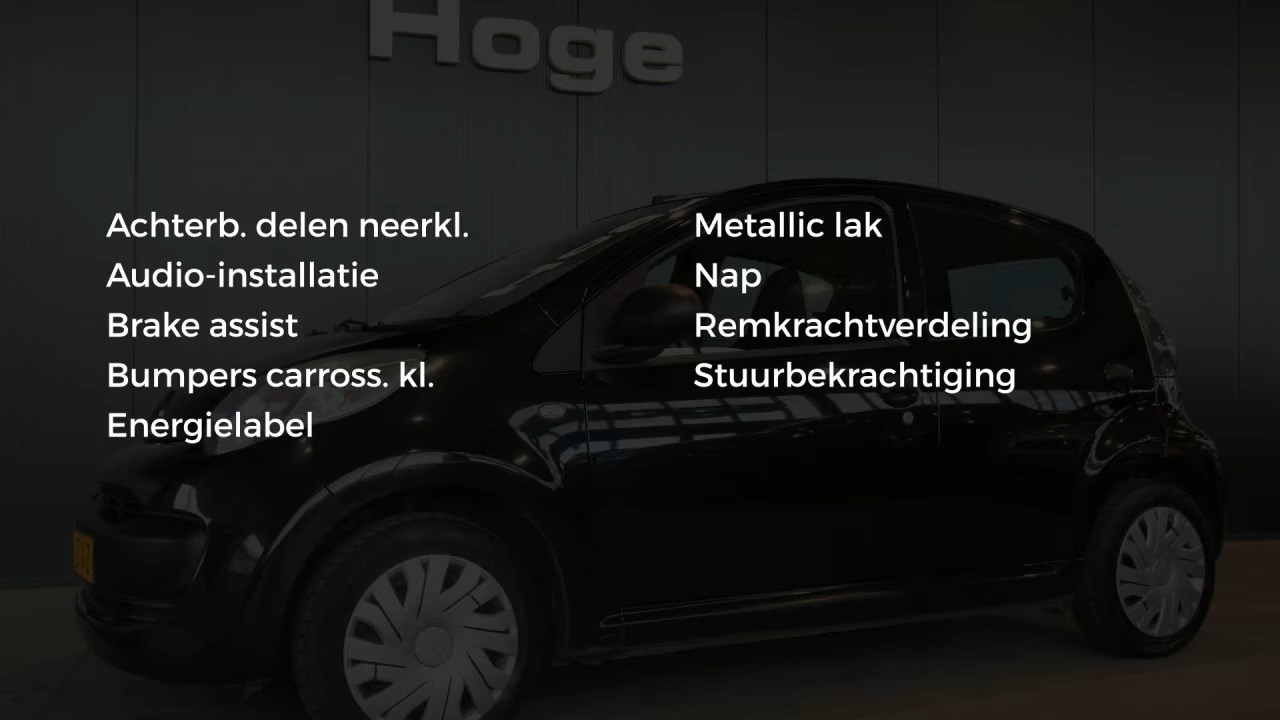 Hoge
Achterb. delen neerkl.
Audio-installatie
Brake assist
Bumpers carross. kl.
Energielabel
Metallic lak
Nap
Remkrachtverdeling
Stuurbekrachtiging